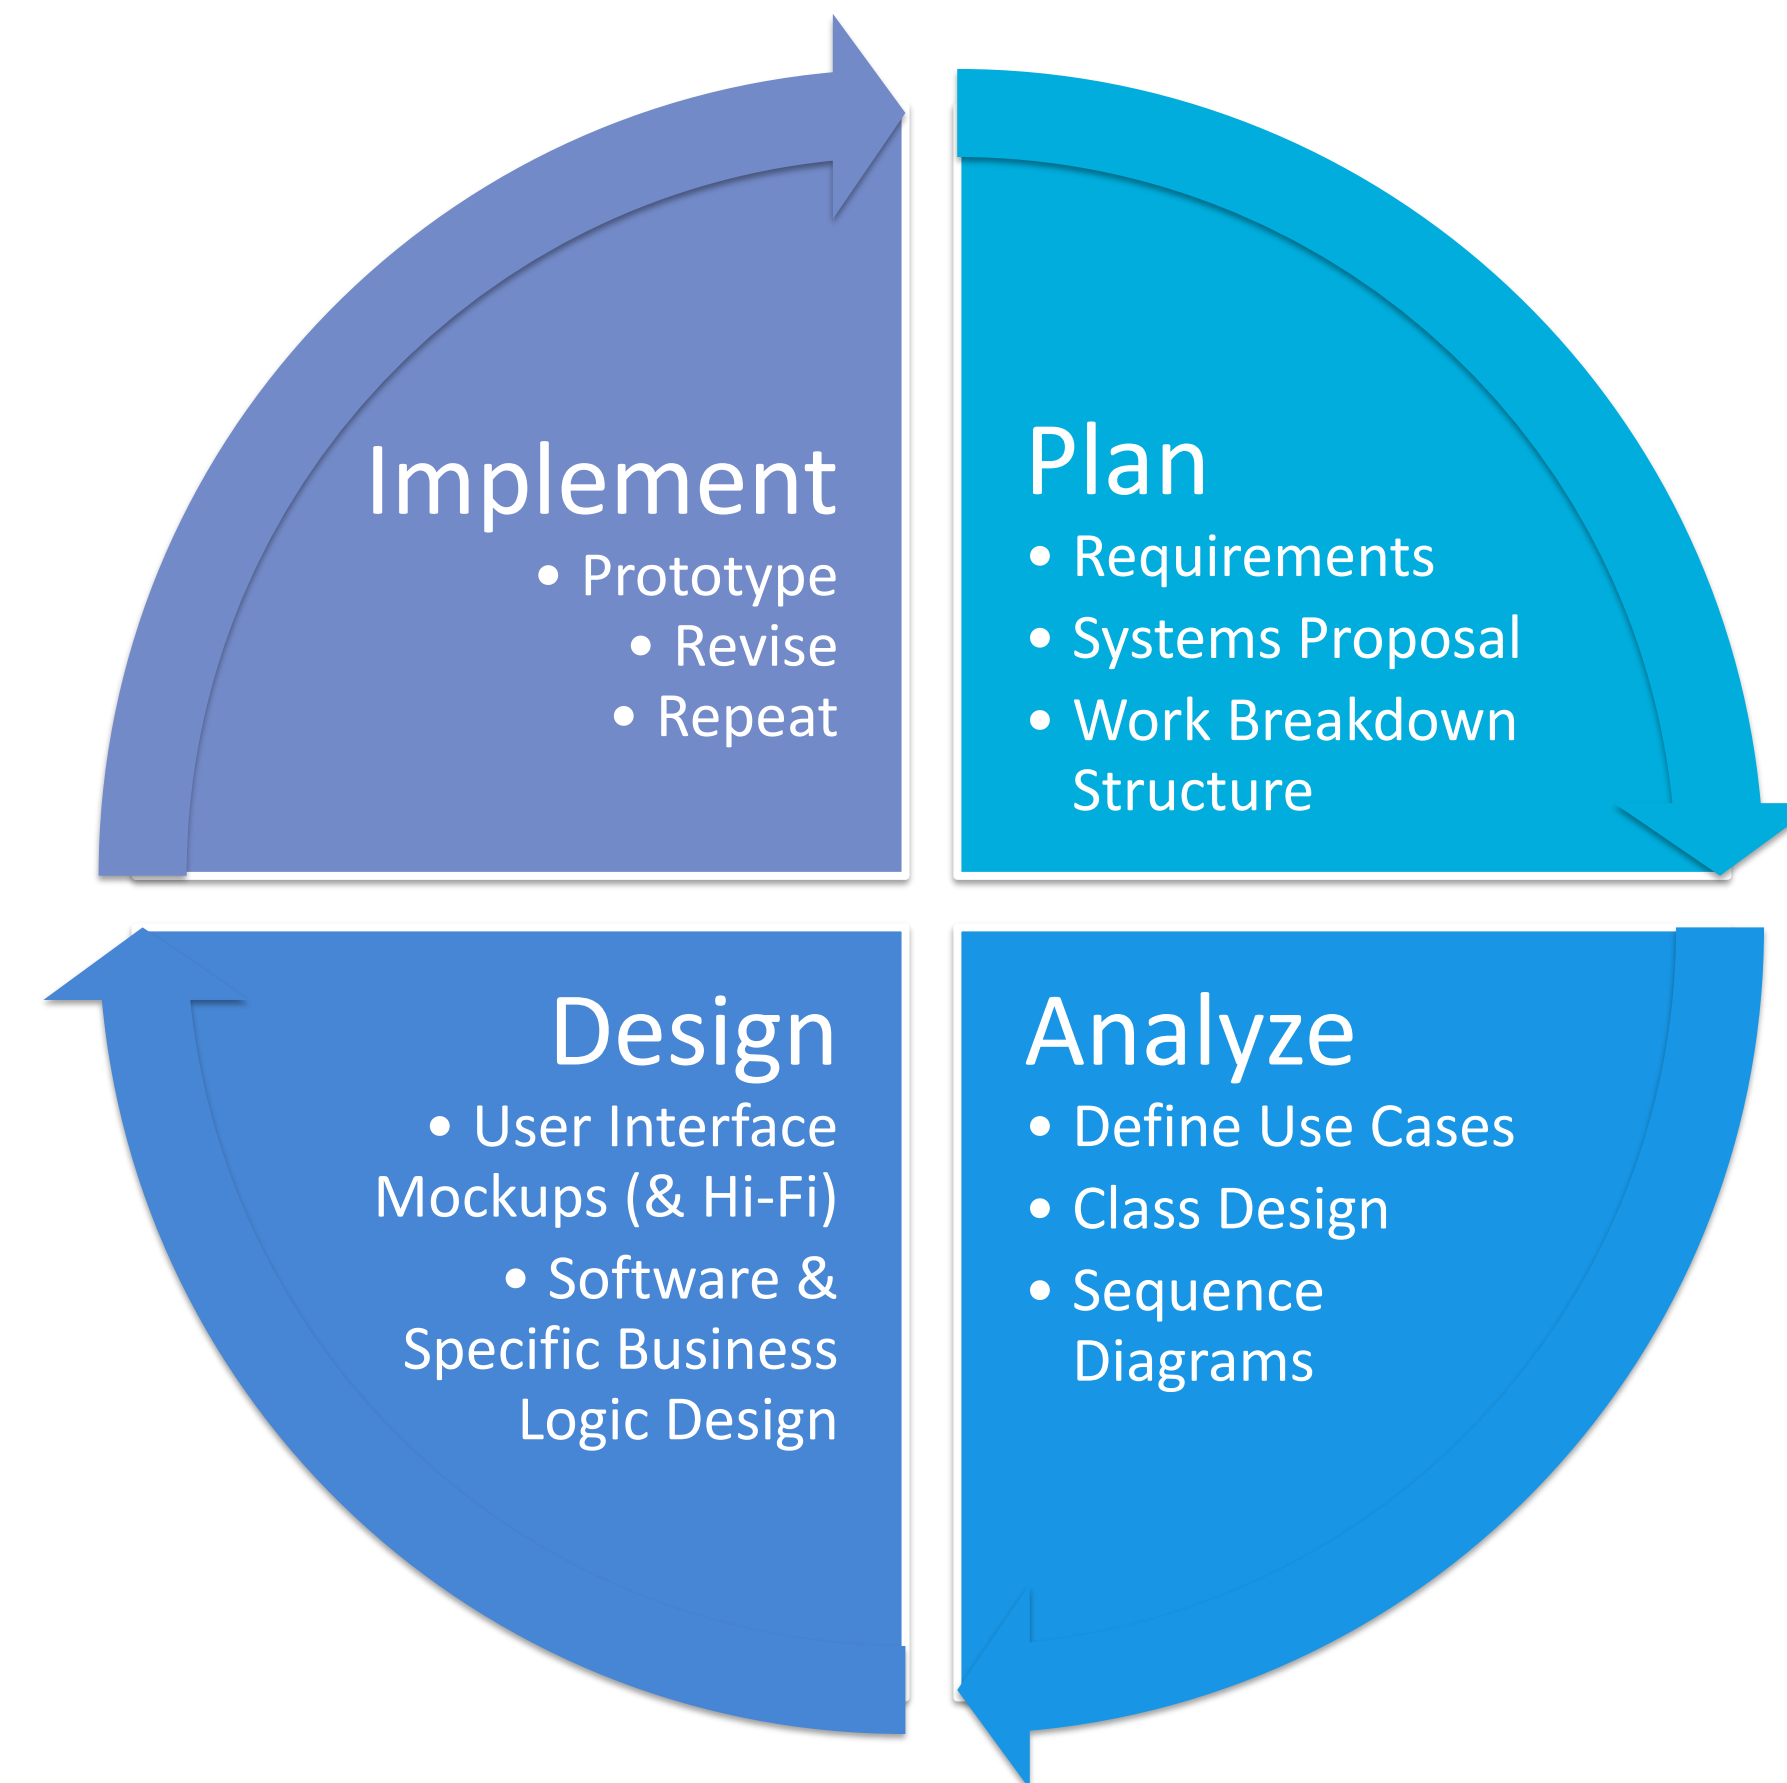 Implement
• Prototype
• Revise
• Repeat
Plan
• Requirements
• Systems Proposal
• Work Breakdown
Structure
Design
• User Interface
Mockups (& Hi-Fi)
• Software &
Specific Business
Logic Design
Analyze
• Define Use Cases
• Class Design
• Sequence
Diagrams